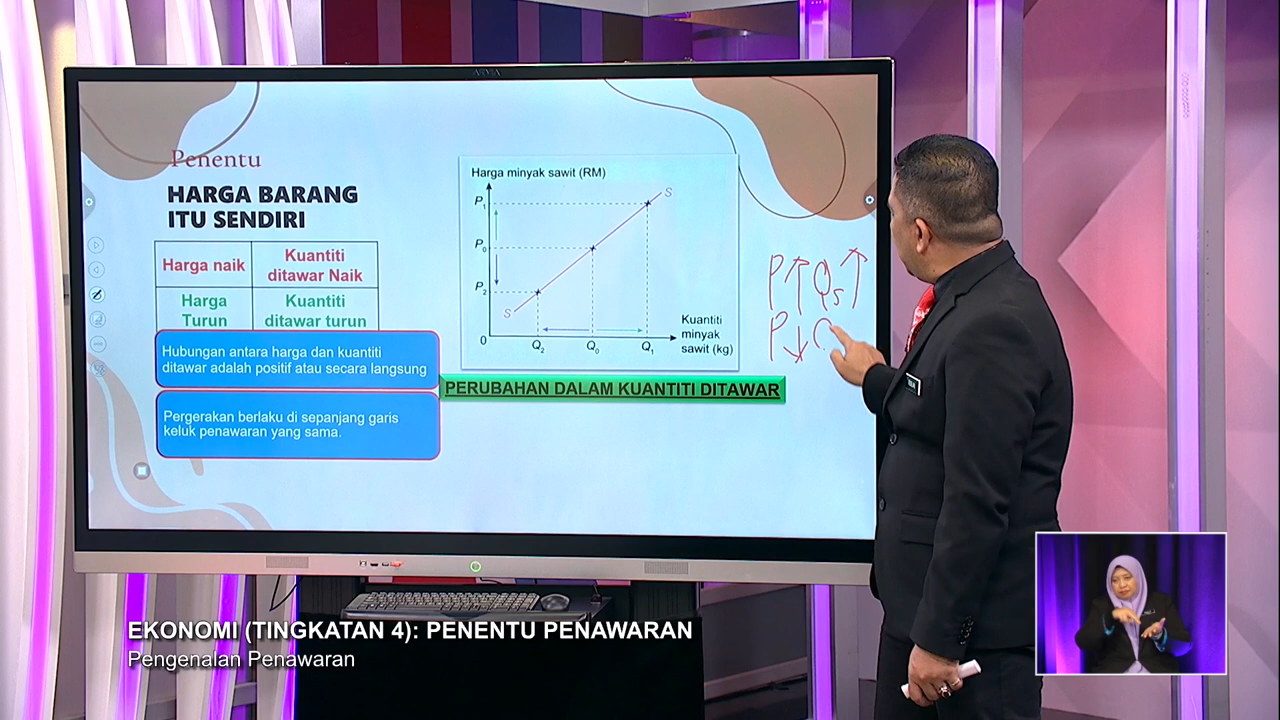 ARVIA
Penentu
HARGA BARANG
ITU SENDIRI
Harga naik
Kuantiti
ditawar Naik
Harga
Turun
Kuantiti
ditawar turun
Hubungan antara harga dan kuantiti
ditawar adalah positif atau secara langsung
Pergerakan berlaku di sepanjang garis
keluk penawaran yang sama.
Harga minyak sawit (RM)
P1
P0
P2
S
S
0
Q2
Q0
Q1
Kuantiti
minyak
sawit (kg)
PERUBAHAN DALAM KUANTITI DITAWAR
P↑ Qs↑
P↓ Q
EKONOMI (TINGKATAN 4): PENENTU PENAWARAN
Pengenalan Penawaran